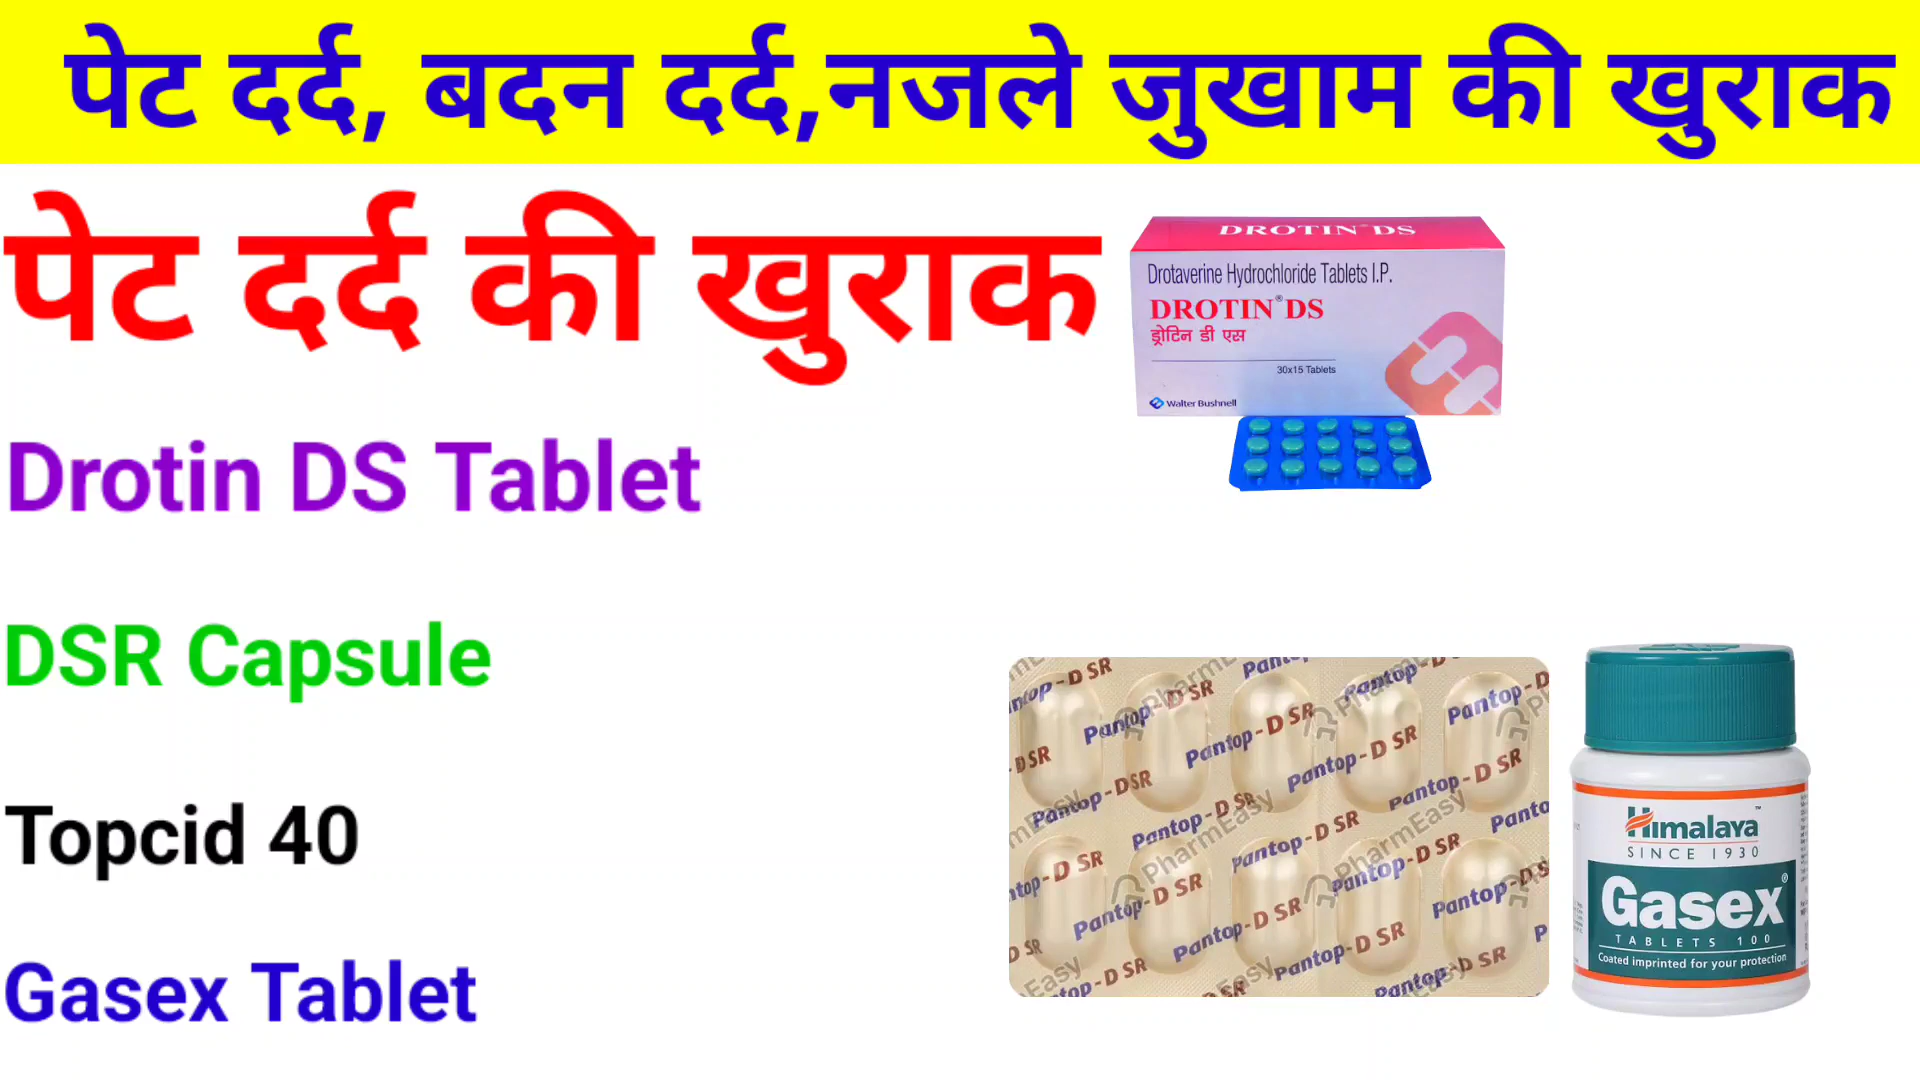 पेट दर्द, बदन दर्द,नजले जुखाम की खुराक
पेट दर्द की खुराक
DROTIN DS
Drotaverine Hydrochloride Tablets I.P.
DROTIN® DS
ड्रोटिन डी एस
30x15 Tablets
Walter Bushnell
Drotin DS Tablet
DSR Capsule
Topcid 40
Gasex Tablet
Pantop-D SR
PharmEasy
Himalaya™
SINCE 1930
Gasex®
TABLETS 100
Coated imprinted for your protection